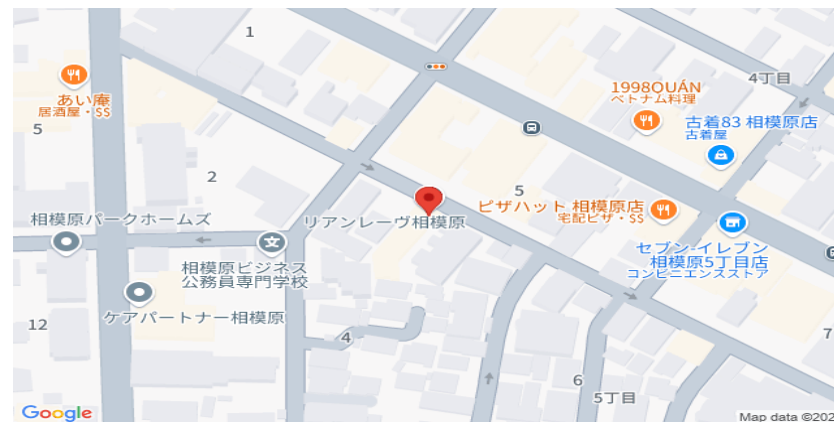 1
4丁目
あい庵
居酒屋・SS
5
1998QUÁN
ベトナム料理
古着83 相模原店
古着屋
2
5
ピザハット 相模原店
宅配ピザ・SS
相模原パークホームズ
リアンレーヴ相模原
セブン-イレブン
相模原5丁目店
コンビニエンスストア
相模原ビジネス
公務員専門学校
ケアパートナー相模原
12
4
7
6
5丁目
Google
Map data ©202